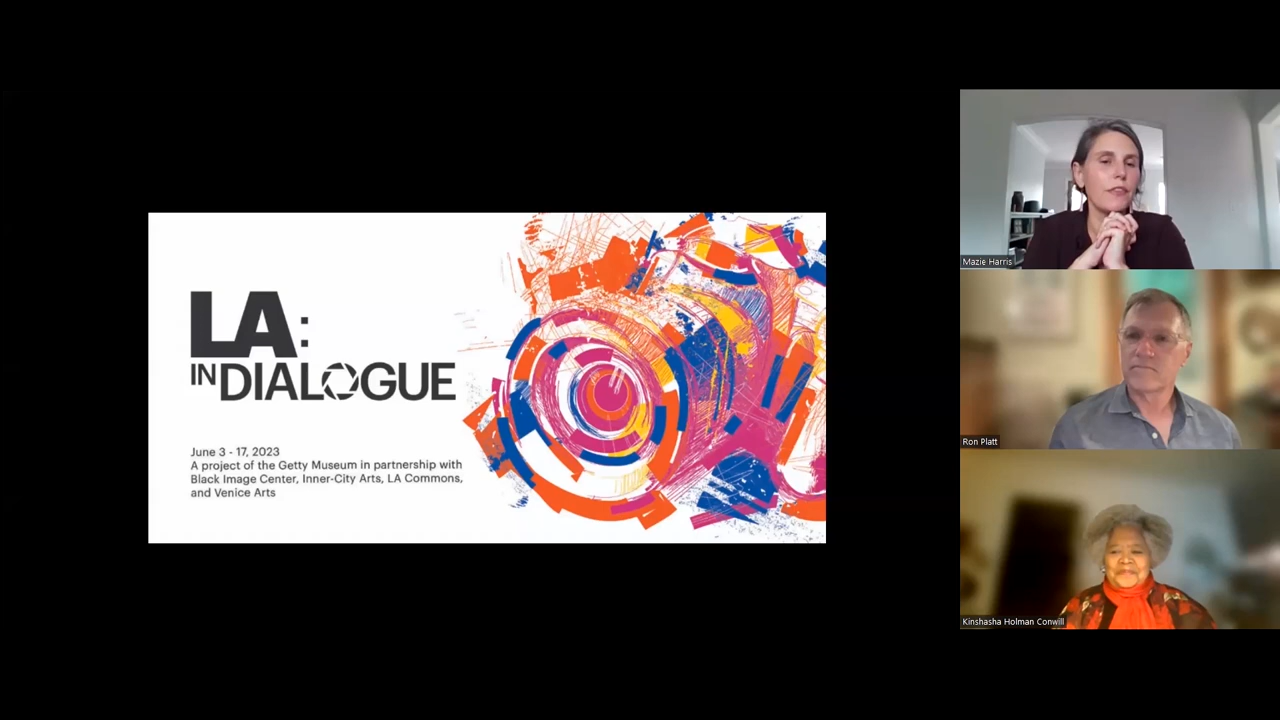 LA:
IN DIALOGUE
June 3 - 17, 2023
A project of the Getty Museum in partnership with
Black Image Center, Inner-City Arts, LA Commons,
and Venice Arts
Mazie Harris
Ron Platt
Kinshasha Holman Conwill